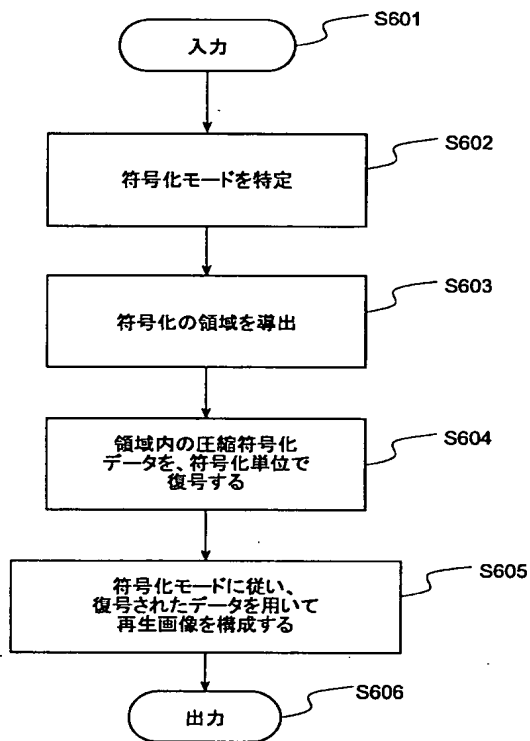 S601
入力
S602
符号化モードを特定
S603
符号化の領域を導出
S604
領域内の圧縮符号化
データを、符号化単位で
復号する
S605
符号化モードに従い、
復号されたデータを用いて
再生画像を構成する
S606
出力